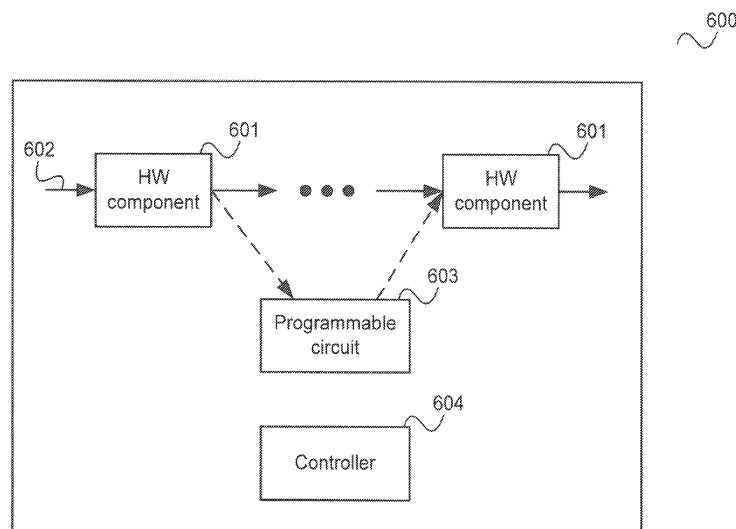 600
601
601
602
HW
component
HW
component
603
Programmable
circuit
604
Controller